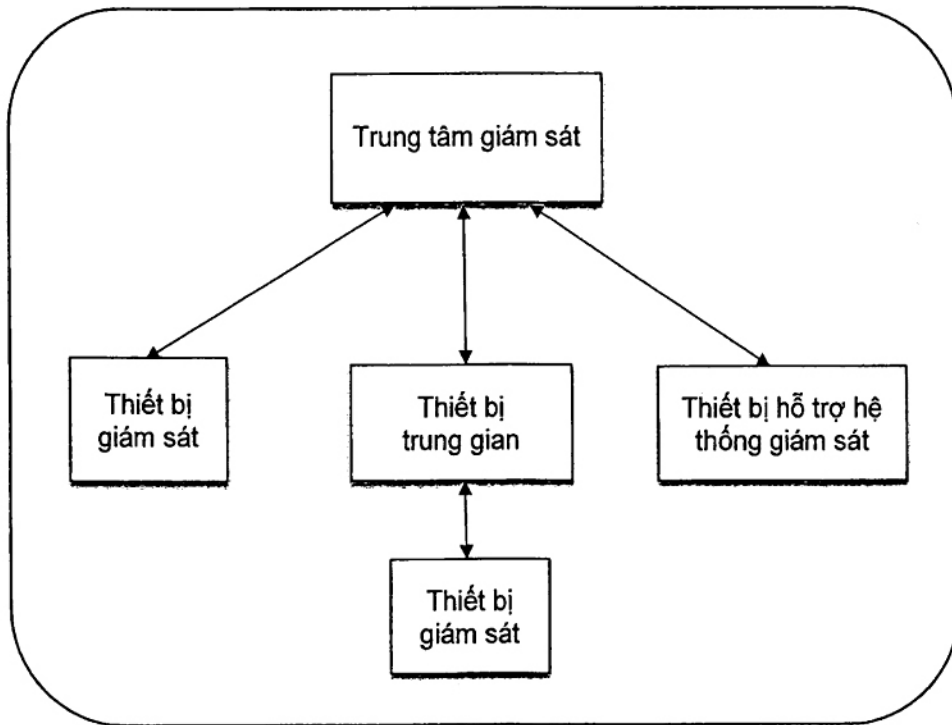 Trung tâm giám sát
Thiết bị
giám sát
Thiết bị
trung gian
Thiết bị hỗ trợ hệ
thống giám sát
Thiết bị
giám sát